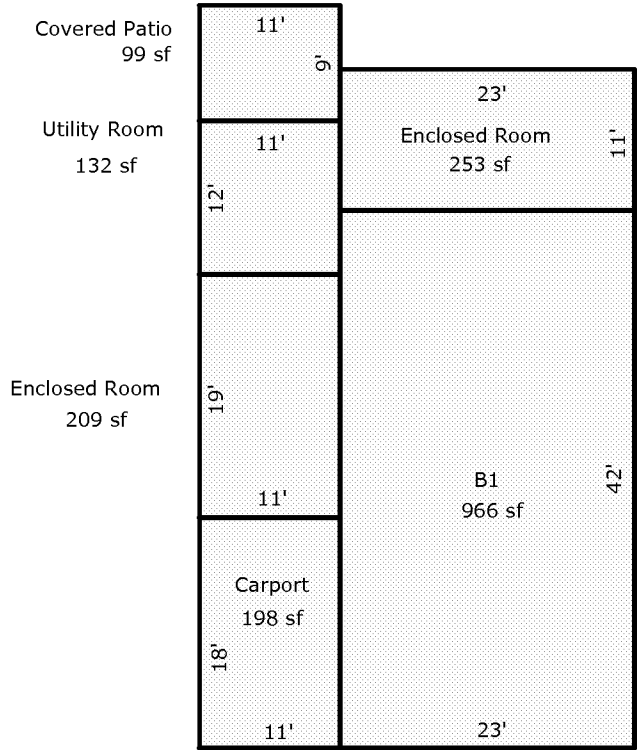 Covered Patio
99 sf
11'
9'
23'
Enclosed Room
253 sf
11'
Utility Room
132 sf
11'
12'
Enclosed Room
209 sf
19'
11'
B1
966 sf
42'
Carport
198 sf
18'
11'
23'